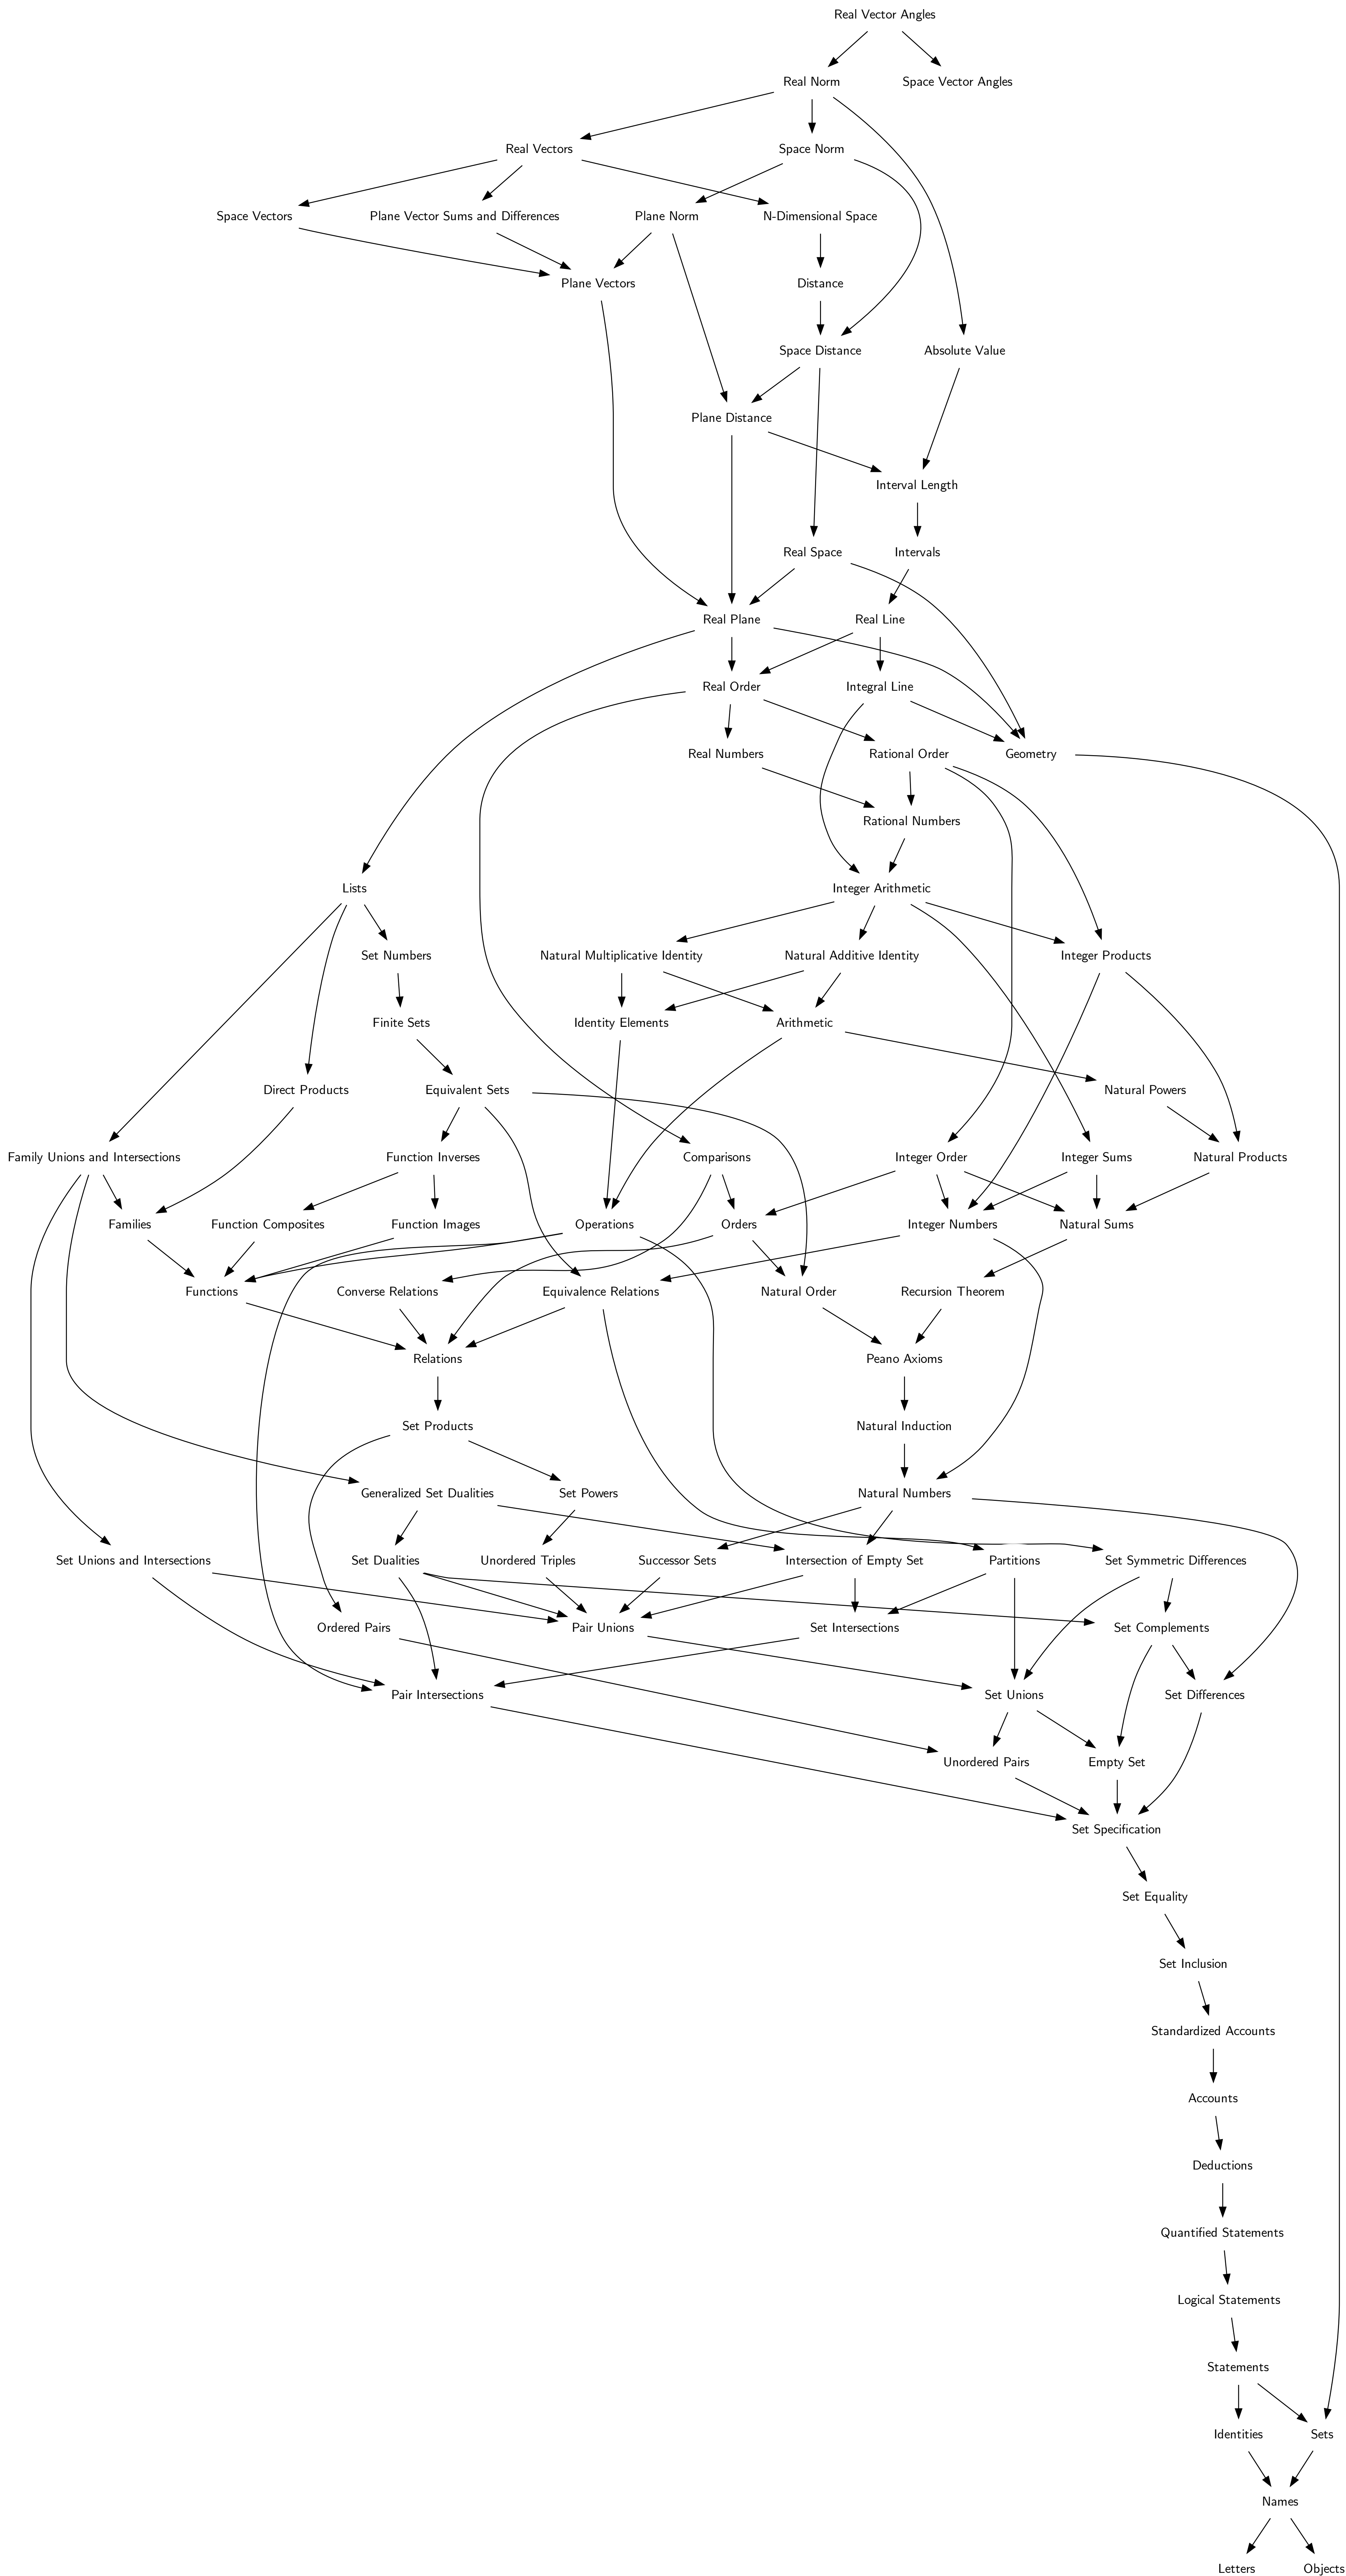 Real Vector Angles
Real Norm
Space Vector Angles
Real Vectors
Space Norm
Space Vectors
Plane Vector Sums and Differences
Plane Norm
N-Dimensional Space
Plane Vectors
Distance
Space Distance
Absolute Value
Plane Distance
Interval Length
Real Space
Intervals
Real Plane
Real Line
Real Order
Integral Line
Real Numbers
Rational Order
Geometry
Rational Numbers
Lists
Integer Arithmetic
Set Numbers
Natural Multiplicative Identity
Natural Additive Identity
Integer Products
Finite Sets
Identity Elements
Arithmetic
Direct Products
Equivalent Sets
Natural Powers
Family Unions and Intersections
Function Inverses
Comparisons
Integer Order
Integer Sums
Natural Products
Families
Function Composites
Function Images
Operations
Orders
Integer Numbers
Natural Sums
Functions
Converse Relations
Equivalence Relations
Natural Order
Recursion Theorem
Relations
Peano Axioms
Set Products
Natural Induction
Generalized Set Dualities
Set Powers
Natural Numbers
Set Unions and Intersections
Set Dualities
Unordered Triples
Successor Sets
Intersection of Empty Set
Partitions
Set Symmetric Differences
Ordered Pairs
Pair Unions
Set Intersections
Set Complements
Pair Intersections
Set Unions
Set Differences
Unordered Pairs
Empty Set
Set Specification
Set Equality
Set Inclusion
Standardized Accounts
Accounts
Deductions
Quantified Statements
Logical Statements
Statements
Identities
Sets
Names
Letters
Objects